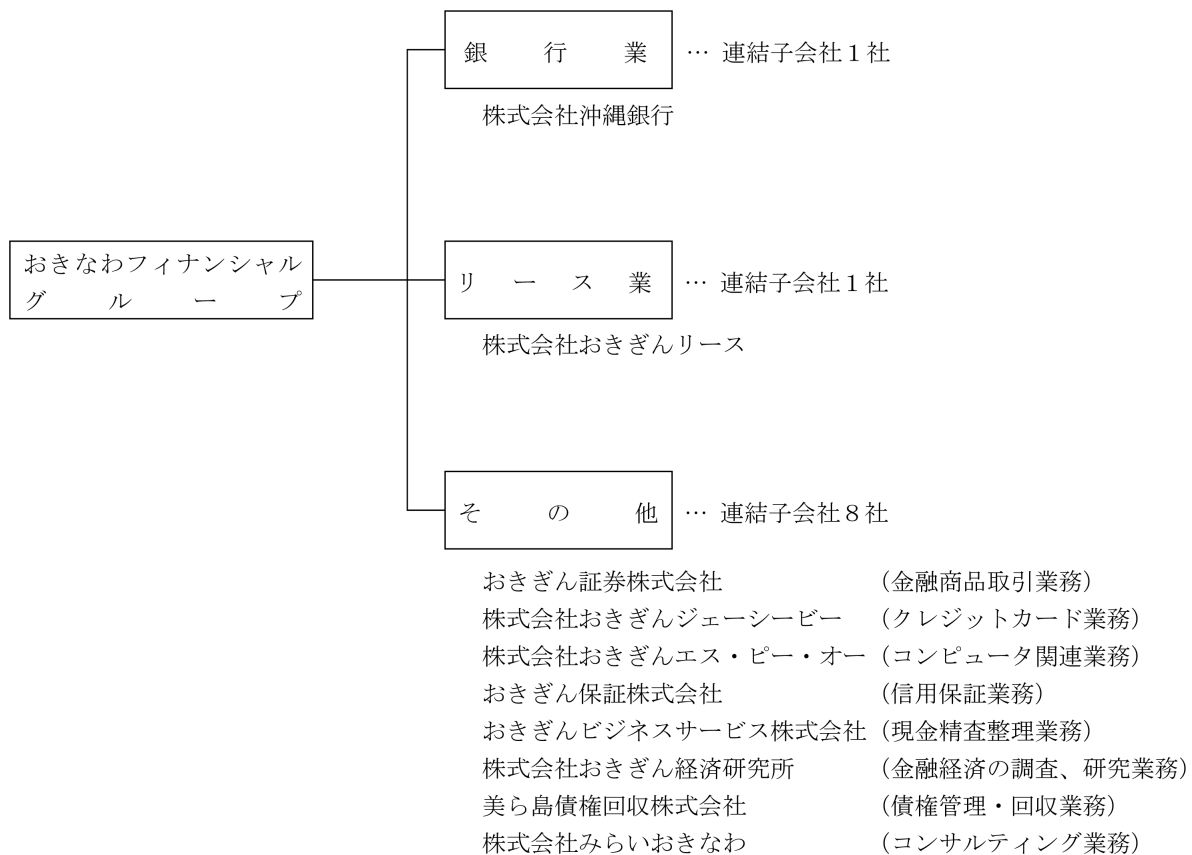 銀行業 … 連結子会社１社
株式会社沖縄銀行
おきなわフィナンシャル
グループ
リース業 … 連結子会社１社
株式会社おきぎんリース
その他 … 連結子会社８社
おきぎん証券株式会社 （金融商品取引業務）
株式会社おきぎんジェーシービー （クレジットカード業務）
株式会社おきぎんエス・ピー・オー （コンピュータ関連業務）
おきぎん保証株式会社 （信用保証業務）
おきぎんビジネスサービス株式会社 （現金精査整理業務）
株式会社おきぎん経済研究所 （金融経済の調査、研究業務）
美ら島債権回収株式会社 （債権管理・回収業務）
株式会社みらいおきなわ （コンサルティング業務）